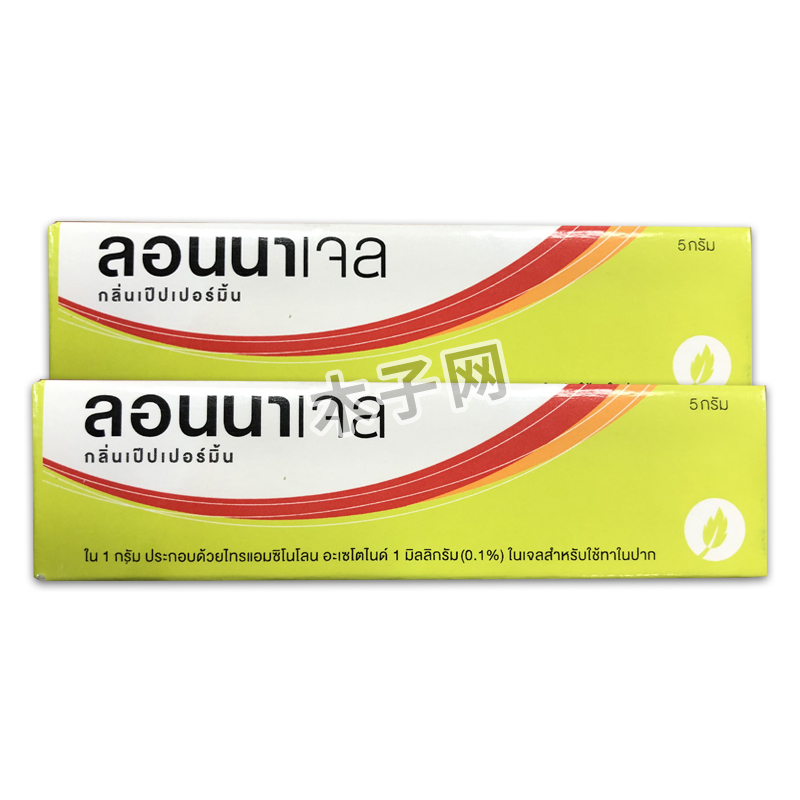 ลอนนาเจล
5 กรัม
กลิ่นเป๊ปเปอร์มิ้น
ลอนนาเจล
5 กรัม
กลิ่นเป๊ปเปอร์มิ้น
木子网
ใน 1 กรัม ประกอบด้วยไทรแอมซิโนโลน อะเซโตไนด์ 1 มิลลิกรัม (0.1%) ในเจลสำหรับใช้ทาในปาก